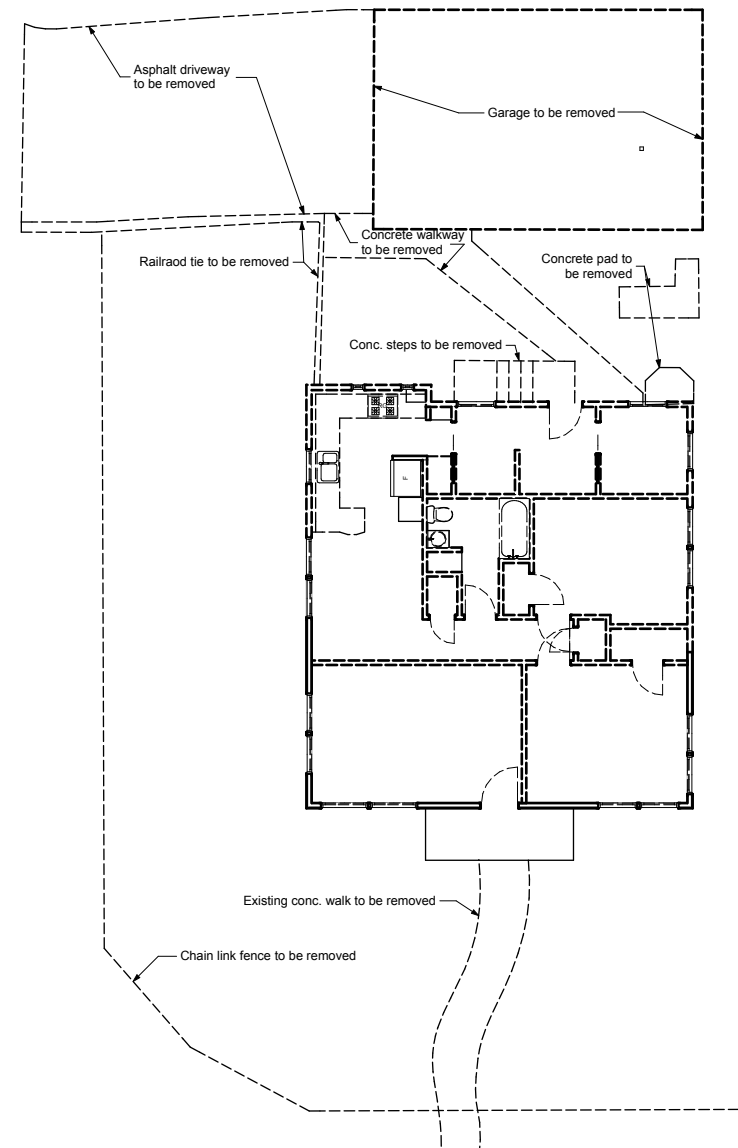 Asphalt driveway
to be removed
Garage to be removed
Concrete walkway
to be removed
Railraod tie to be removed
Concrete pad to
be removed
Conc. steps to be removed
F
Existing conc. walk to be removed
Chain link fence to be removed